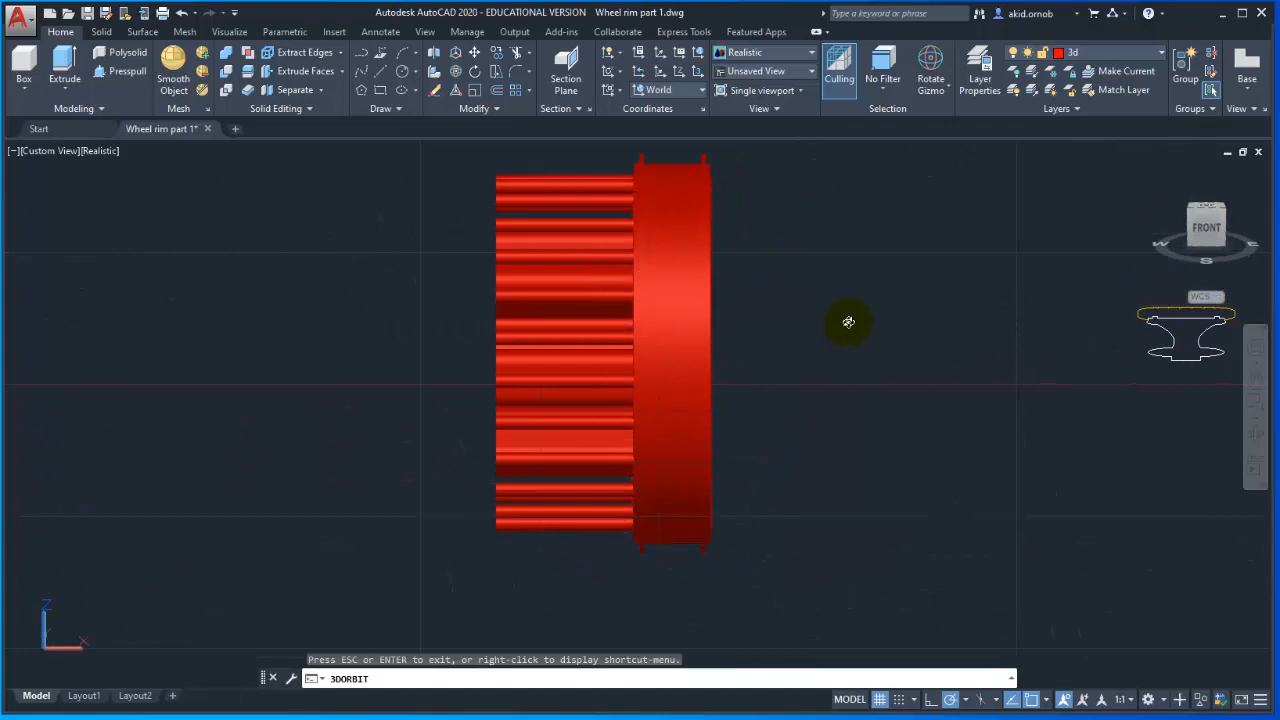 Autodesk AutoCAD 2020 - EDUCATIONAL VERSION Wheel rim part 1.dwg
Type a keyword or phrase
akid.ornob
Home Solid Surface Mesh Visualize Parametric Insert Annotate View Manage Output Add-ins Collaborate Express Tools Featured Apps
Box
Extrude
Polysolid
Presspull
Modeling
Smooth
Object
Mesh
Extract Edges
Extrude Faces
Separate
Solid Editing
Draw
Modify
Section
Plane
Section
World
Coordinates
Realistic
Unsaved View
Single viewport
View
Culling
No Filter
Rotate
Gizmo
Selection
Layer
Properties
3d
Make Current
Match Layer
Layers
Group
Groups
Base
View
Start
Wheel rim part 1*
[−][Custom View][Realistic]
TOP
FRONT
W
E
S
WCS
Z
X
Press ESC or ENTER to exit, or right-click to display shortcut-menu.
3DORBIT
Model Layout1 Layout2
MODEL
1:1